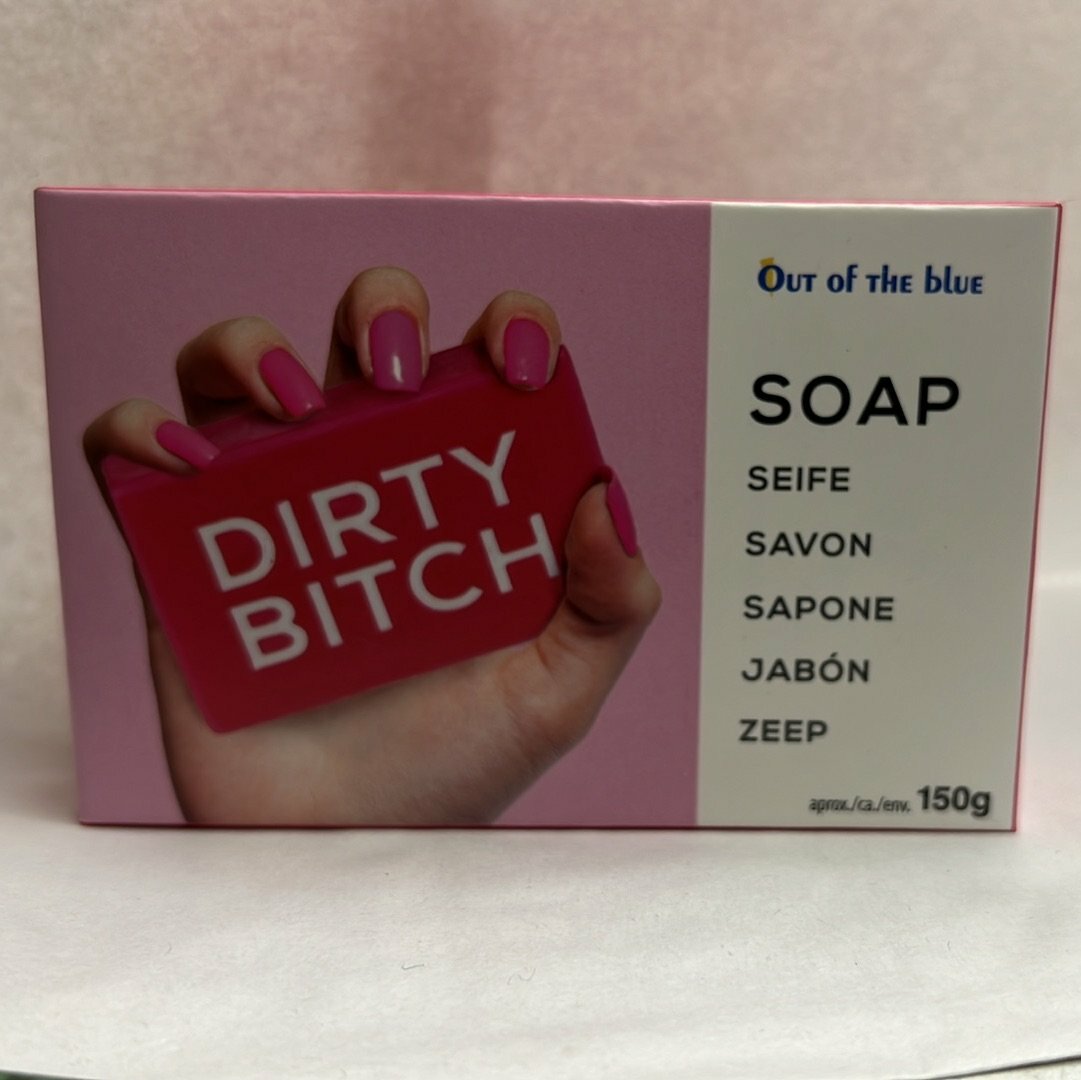 DIRTY
BITCH
OUT OF THE BLUE
SOAP
SEIFE
SAVON
SAPONE
JABÓN
ZEEP
aprox./ca./env. 150g